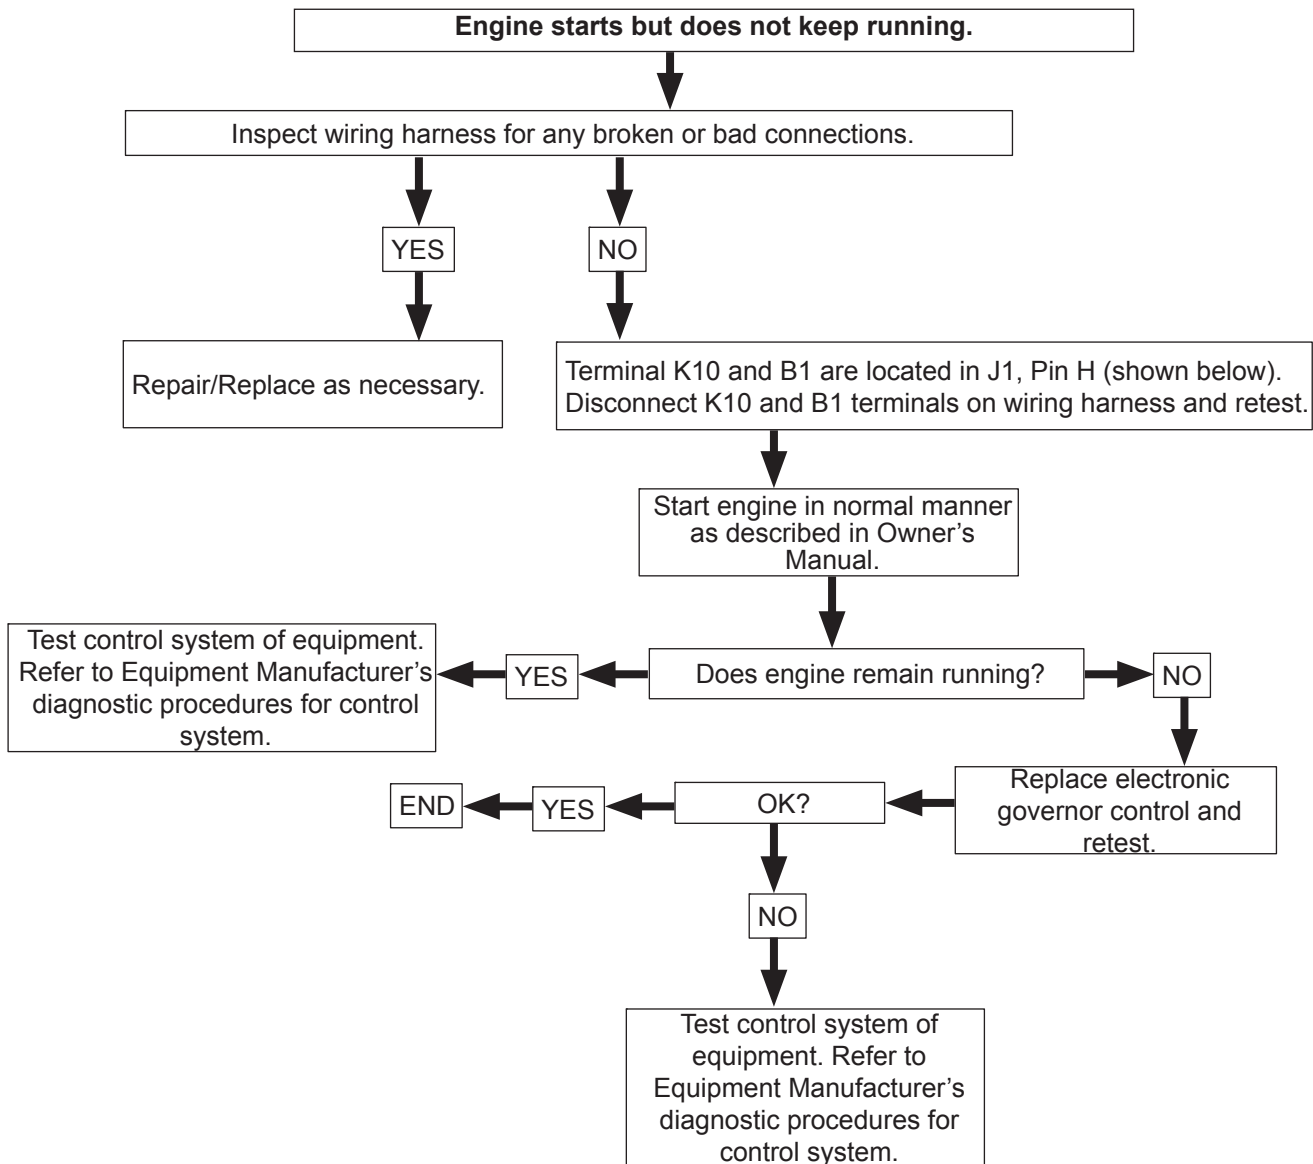 Engine starts but does not keep running.
Inspect wiring harness for any broken or bad connections.
YES
NO
Repair/Replace as necessary.
Terminal K10 and B1 are located in J1, Pin H (shown below).
Disconnect K10 and B1 terminals on wiring harness and retest.
Start engine in normal manner
as described in Owner’s
Manual.
Does engine remain running?
YES
Test control system of equipment.
Refer to Equipment Manufacturer’s
diagnostic procedures for control
system.
NO
Replace electronic
governor control and
retest.
OK?
YES
END
NO
Test control system of
equipment. Refer to
Equipment Manufacturer’s
diagnostic procedures for
control system.